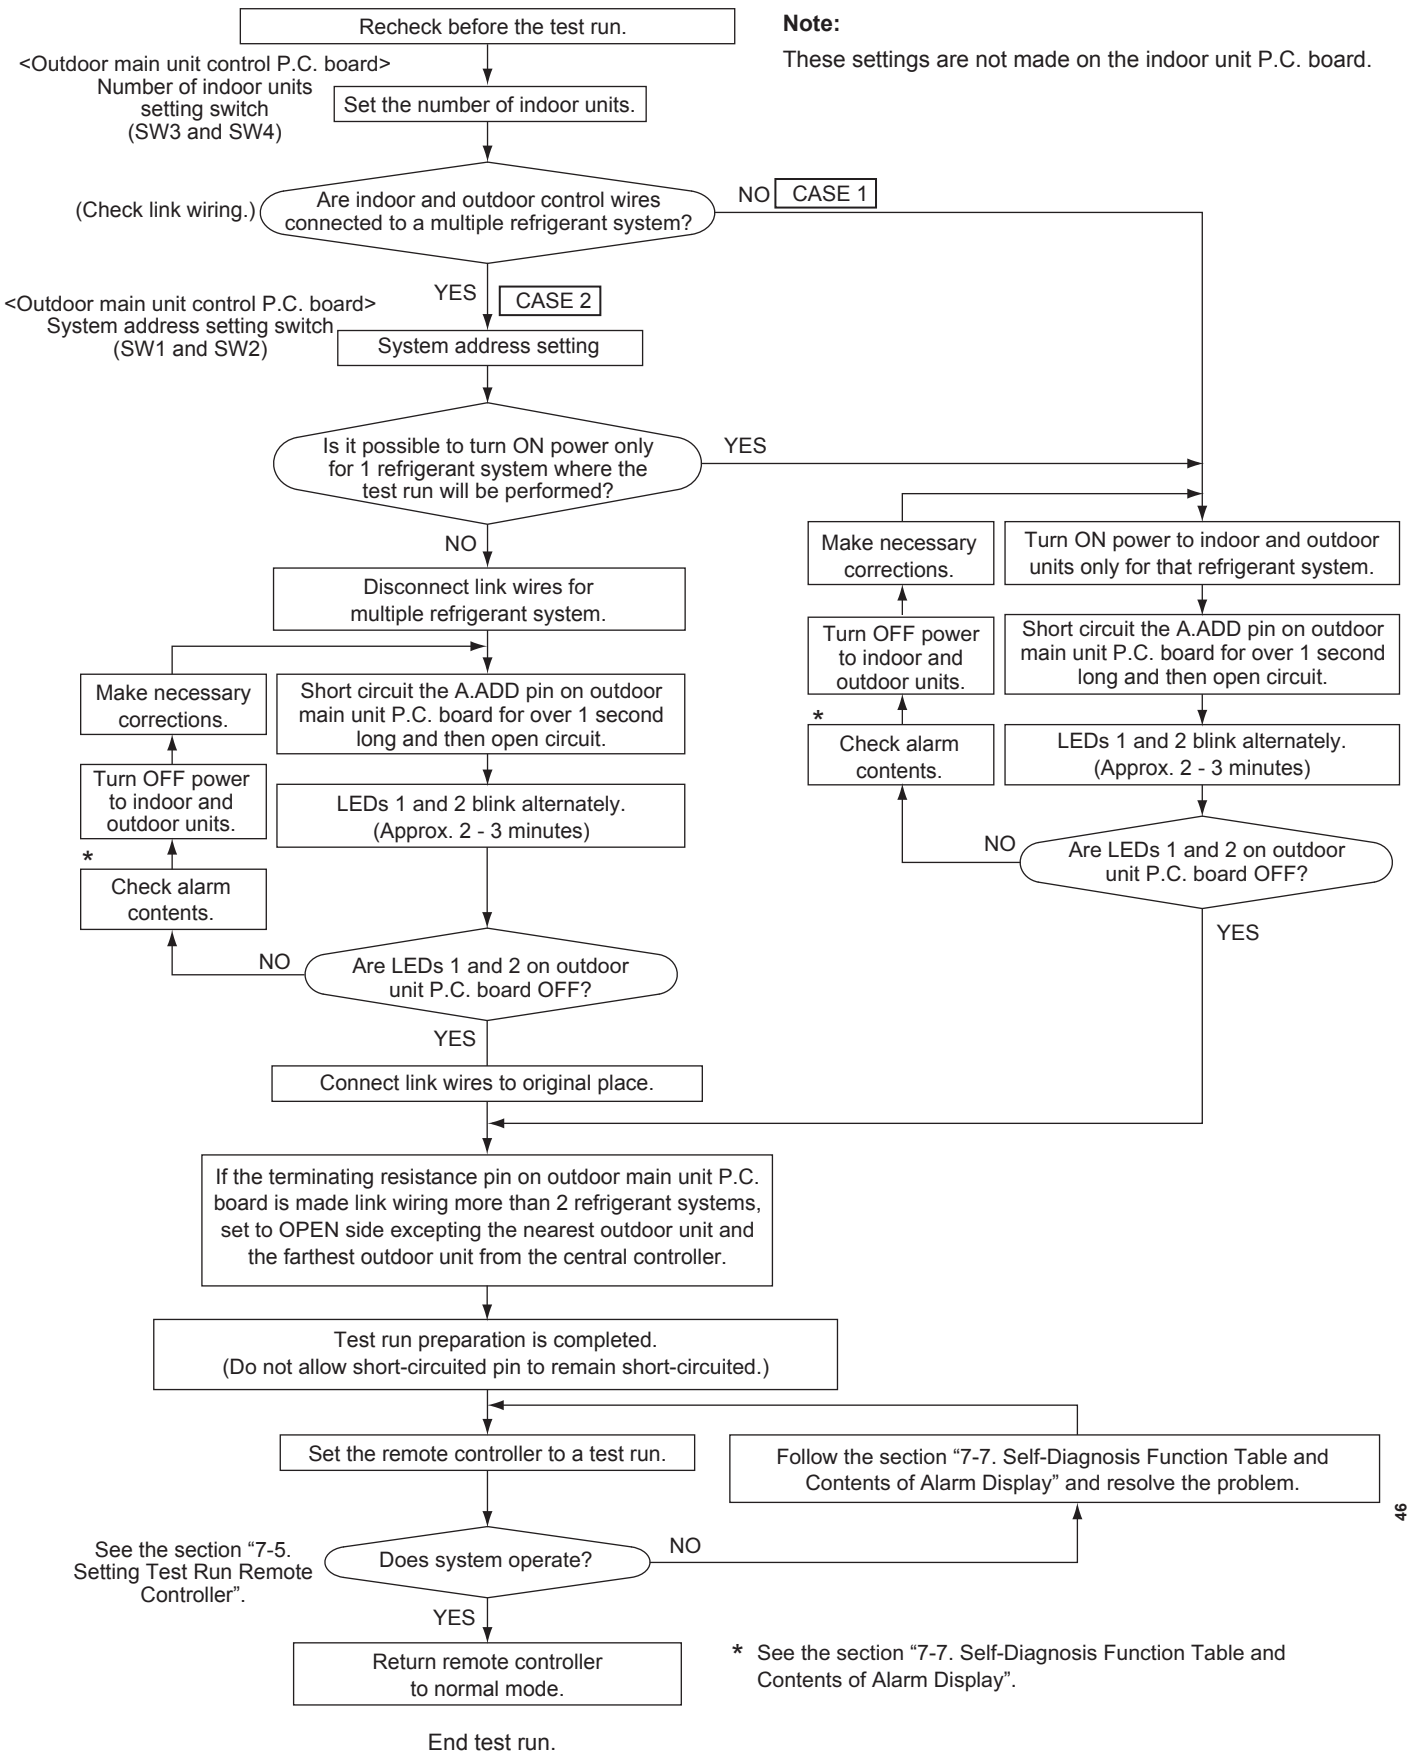 Recheck before the test run.
Note:
These settings are not made on the indoor unit P.C. board.
<Outdoor main unit control P.C. board>
Number of indoor units
setting switch
(SW3 and SW4)
Set the number of indoor units.
(Check link wiring.)
Are indoor and outdoor control wires
connected to a multiple refrigerant system?
NO
CASE 1
YES
CASE 2
<Outdoor main unit control P.C. board>
System address setting switch
(SW1 and SW2)
System address setting
Is it possible to turn ON power only
for 1 refrigerant system where the
test run will be performed?
YES
NO
Disconnect link wires for
multiple refrigerant system.
Make necessary
corrections.
Short circuit the A.ADD pin on outdoor
main unit P.C. board for over 1 second
long and then open circuit.
Turn OFF power
to indoor and
outdoor units.
LEDs 1 and 2 blink alternately.
(Approx. 2 - 3 minutes)
*
Check alarm
contents.
NO
Are LEDs 1 and 2 on outdoor
unit P.C. board OFF?
YES
Connect link wires to original place.
Make necessary
corrections.
Turn ON power to indoor and outdoor
units only for that refrigerant system.
Turn OFF power
to indoor and
outdoor units.
Short circuit the A.ADD pin on outdoor
main unit P.C. board for over 1 second
long and then open circuit.
*
Check alarm
contents.
LEDs 1 and 2 blink alternately.
(Approx. 2 - 3 minutes)
NO
Are LEDs 1 and 2 on outdoor
unit P.C. board OFF?
YES
If the terminating resistance pin on outdoor main unit P.C.
board is made link wiring more than 2 refrigerant systems,
set to OPEN side excepting the nearest outdoor unit and
the farthest outdoor unit from the central controller.
Test run preparation is completed.
(Do not allow short-circuited pin to remain short-circuited.)
Set the remote controller to a test run.
Follow the section “7-7. Self-Diagnosis Function Table and
Contents of Alarm Display” and resolve the problem.
See the section “7-5.
Setting Test Run Remote
Controller”.
Does system operate?
NO
YES
Return remote controller
to normal mode.
* See the section “7-7. Self-Diagnosis Function Table and
Contents of Alarm Display”.
End test run.
46